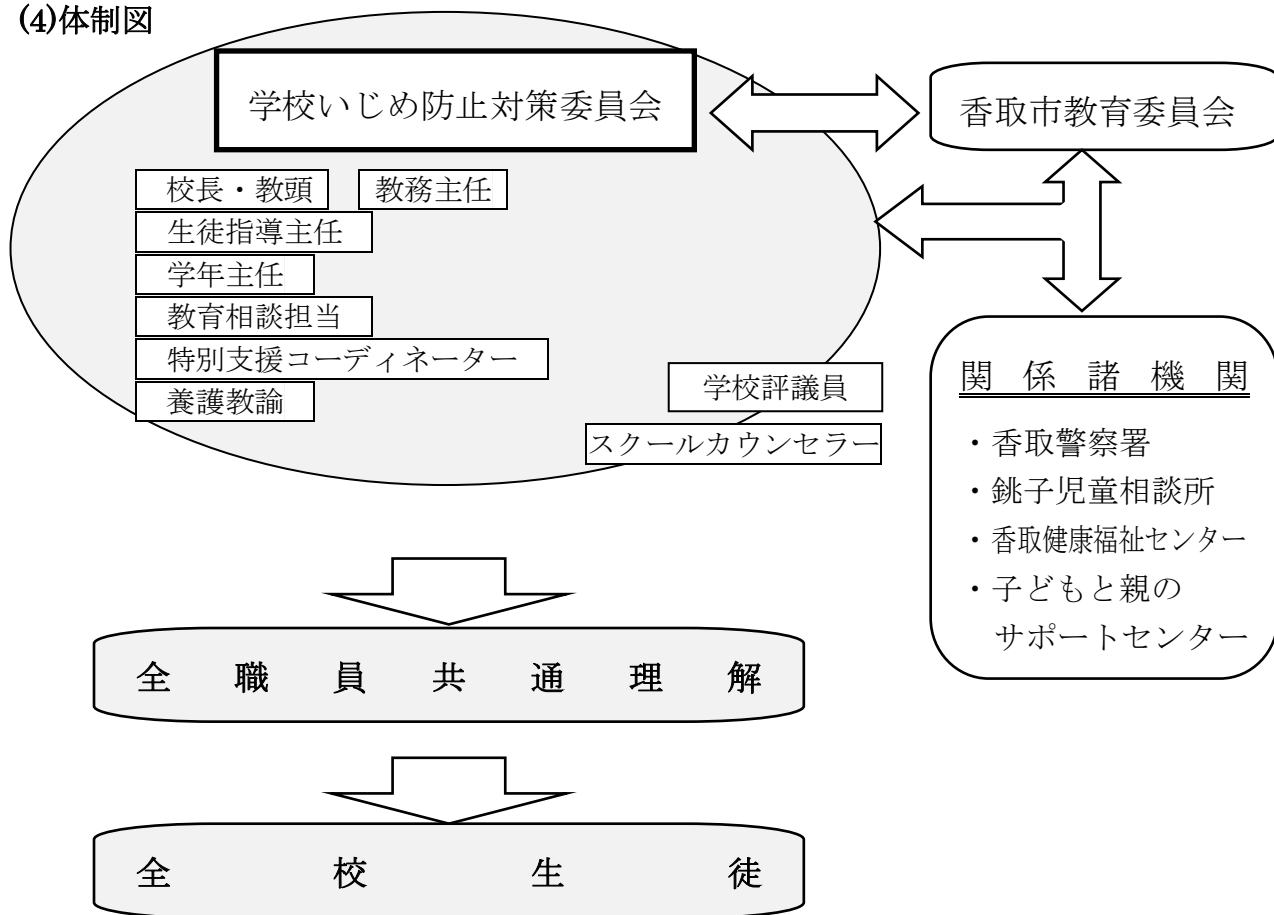 (4)体制図
学校いじめ防止対策委員会
香取市教育委員会
校長・教頭
教務主任
生徒指導主任
学年主任
教育相談担当
特別支援コーディネーター
養護教諭
学校評議員
スクールカウンセラー
関係諸機関
・香取警察署
・銚子児童相談所
・香取健康福祉センター
・子どもと親の
サポートセンター
全職員共通理解
全校生徒